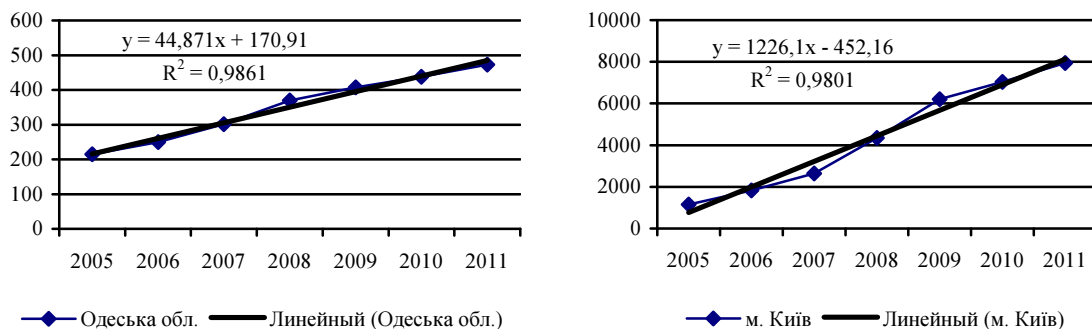 600
500
400
300
200
100
0
y = 44,871x + 170,91
R² = 0,9861
2005 2006 2007 2008 2009 2010 2011
Одеська обл. Линейный (Одеська обл.)
10000
8000
6000
4000
2000
0
y = 1226,1x - 452,16
R² = 0,9801
2005 2006 2007 2008 2009 2010 2011
м. Київ Линейный (м. Київ)